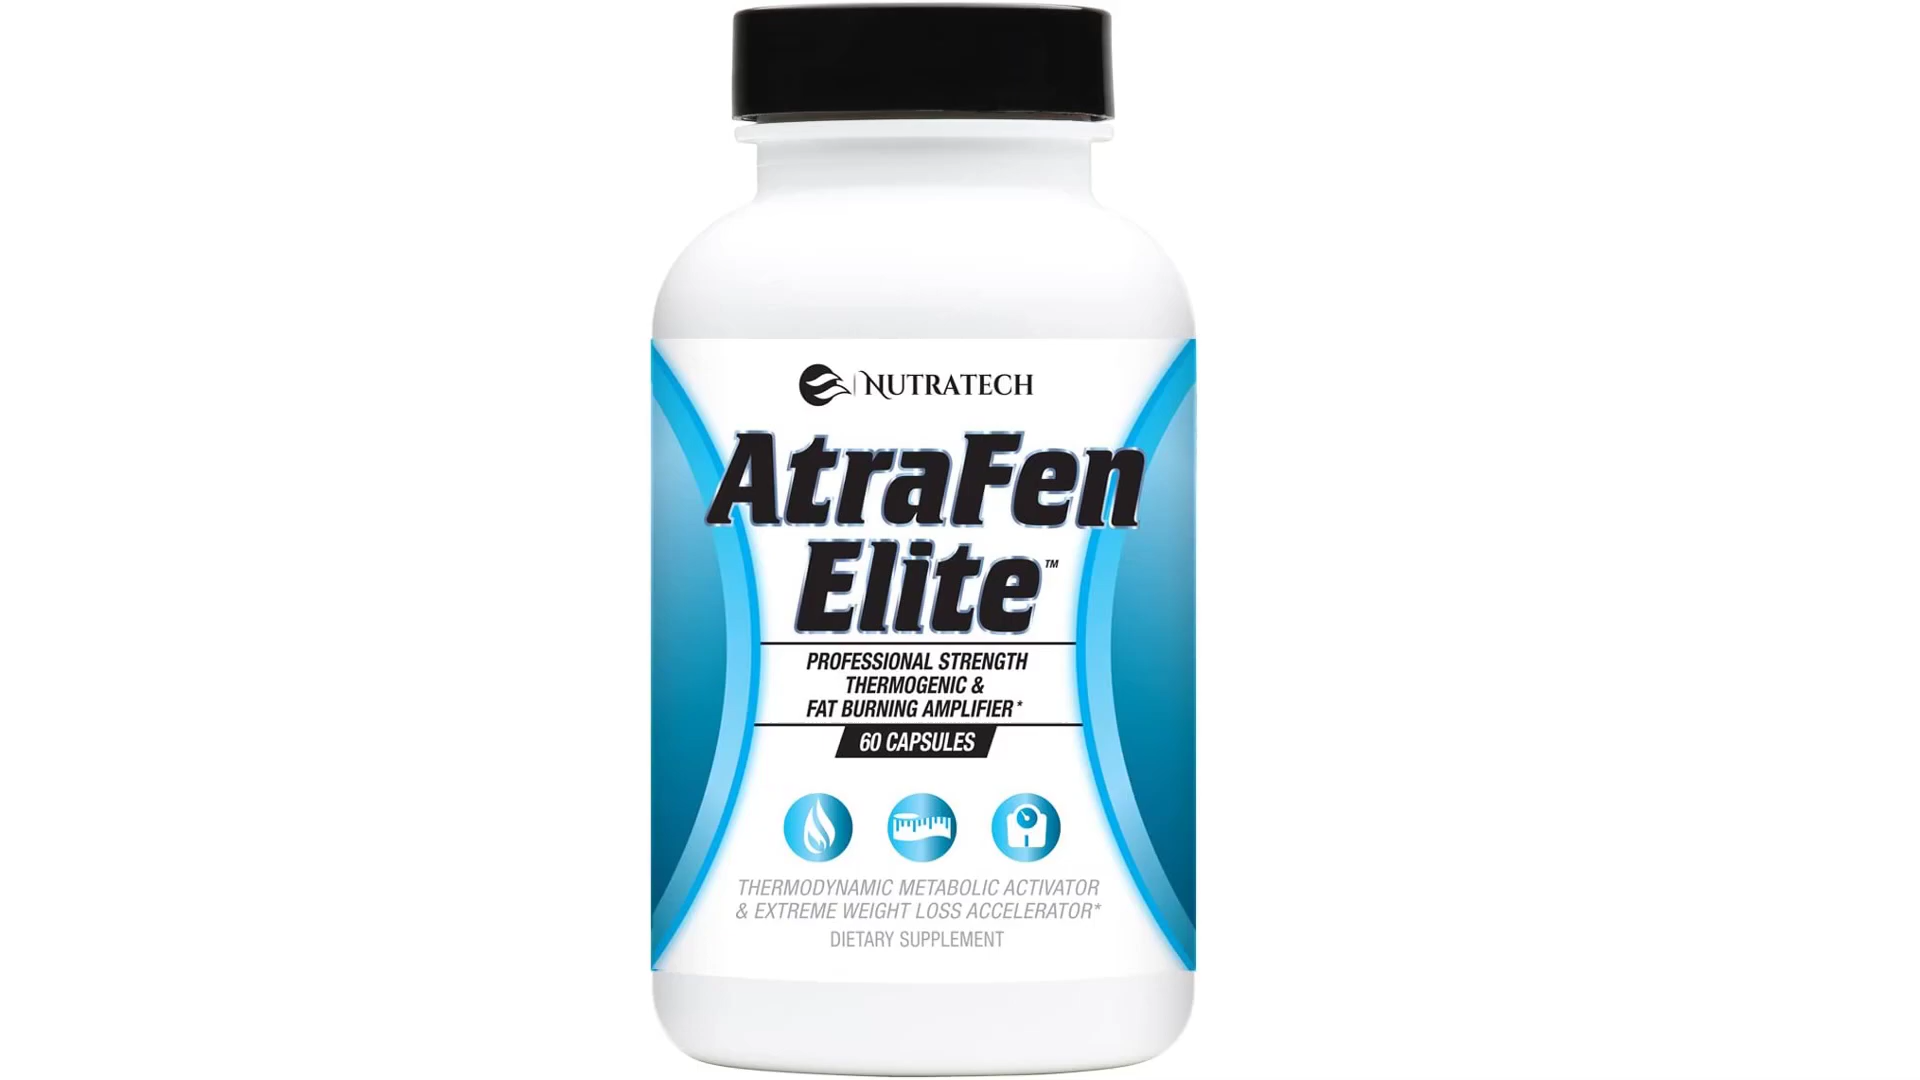 NUTRATECH
AtraFen
Elite™
PROFESSIONAL STRENGTH
THERMOGENIC &
FAT BURNING AMPLIFIER*
60 CAPSULES
THERMODYNAMIC METABOLIC ACTIVATOR
& EXTREME WEIGHT LOSS ACCELERATOR*
DIETARY SUPPLEMENT